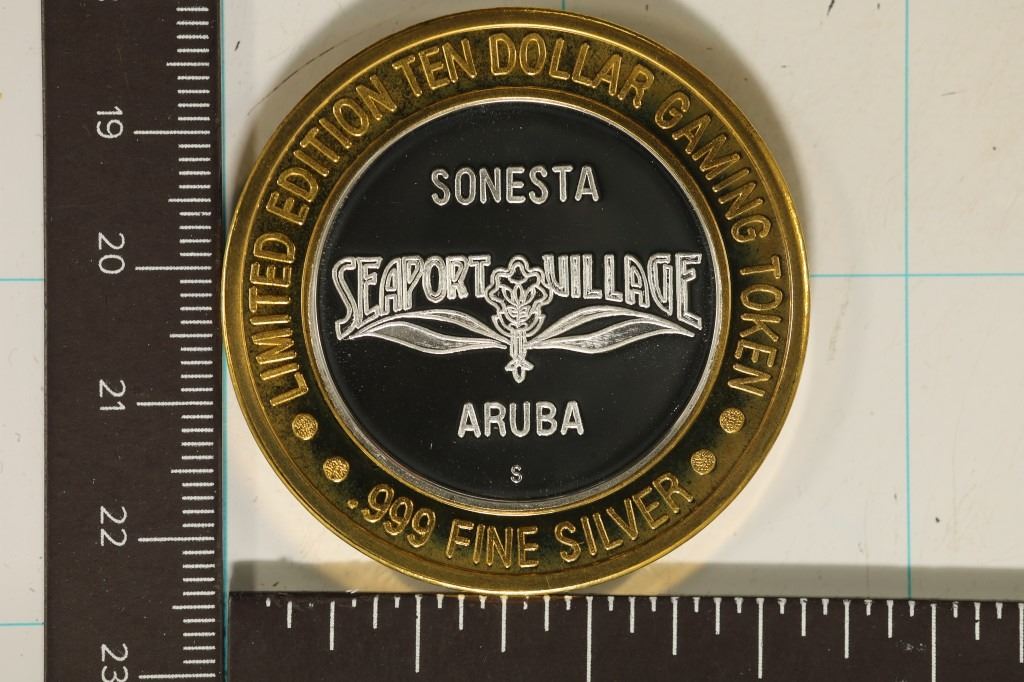 LIMITED EDITION TEN DOLLAR GAMING TOKEN
SONESTA
SEAPORT VILLAGE
ARUBA
S
.999 FINE SILVER
19
20
21
22
23